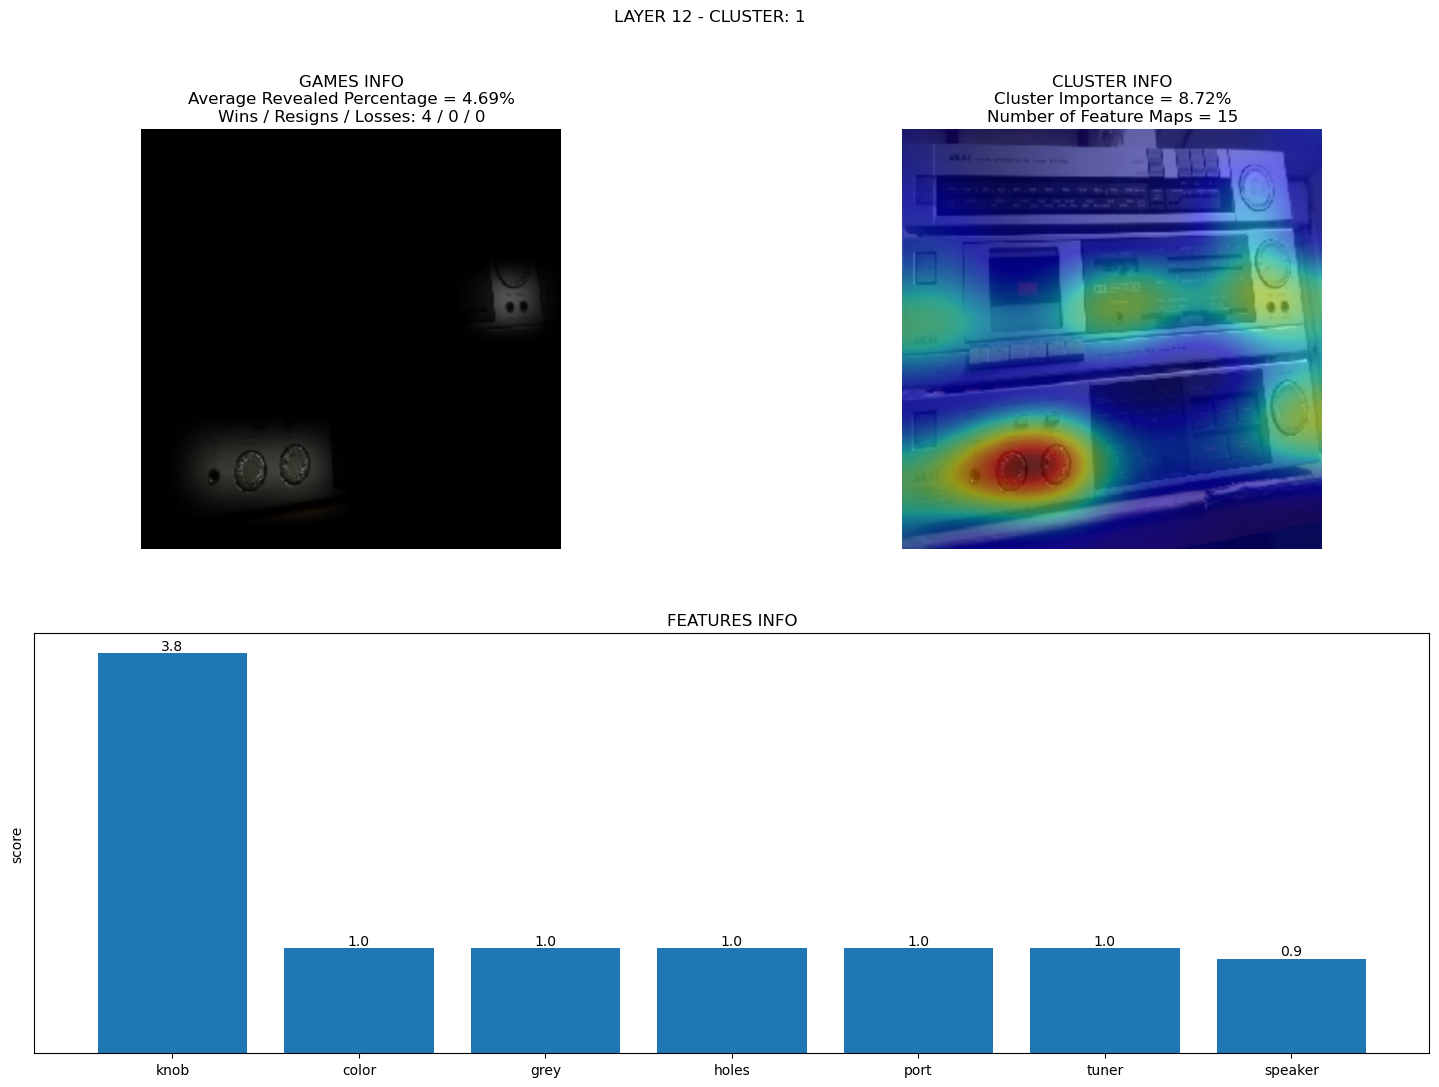 LAYER 12 - CLUSTER: 1
GAMES INFO
Average Revealed Percentage = 4.69%
Wins / Resigns / Losses: 4 / 0 / 0
CLUSTER INFO
Cluster Importance = 8.72%
Number of Feature Maps = 15
AKAI
FEATURES INFO
score
3.8
1.0
1.0
1.0
1.0
1.0
0.9
knob
color
grey
holes
port
tuner
speaker